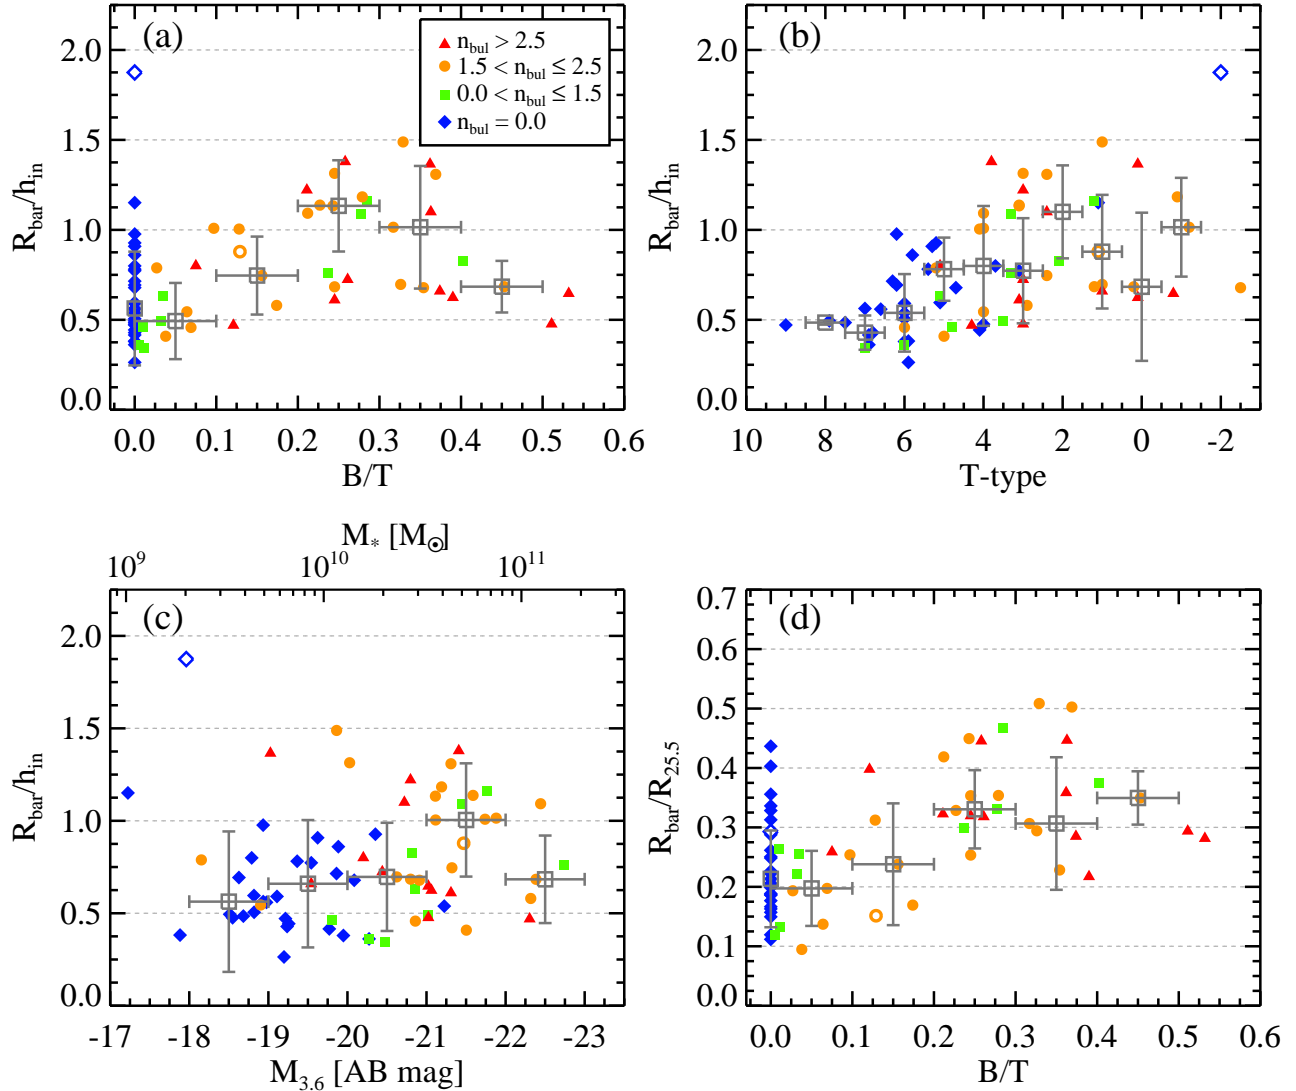 (a)
n_bul > 2.5
1.5 < n_bul ≤ 2.5
0.0 < n_bul ≤ 1.5
n_bul = 0.0
2.0
1.5
1.0
0.5
0.0
R_bar/h_in
0.0 0.1 0.2 0.3 0.4 0.5 0.6
B/T
(b)
2.0
1.5
1.0
0.5
0.0
R_bar/h_in
10 8 6 4 2 0 -2
T-type
M_* [M_⊙]
10^9 10^10 10^11
(c)
2.0
1.5
1.0
0.5
0.0
R_bar/h_in
-17 -18 -19 -20 -21 -22 -23
M_3.6 [AB mag]
(d)
0.7
0.6
0.5
0.4
0.3
0.2
0.1
0.0
R_bar/R_25.5
0.0 0.1 0.2 0.3 0.4 0.5 0.6
B/T